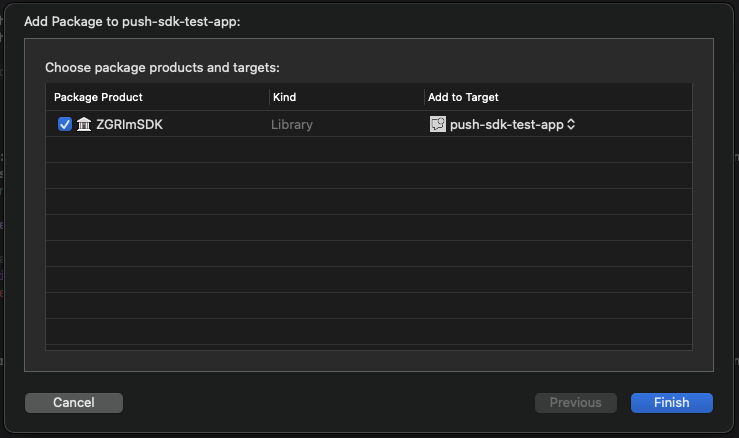 Add Package to push-sdk-test-app:
Choose package products and targets:
Package Product Kind Add to Target
ZGRImSDK Library push-sdk-test-app
Cancel Previous Finish